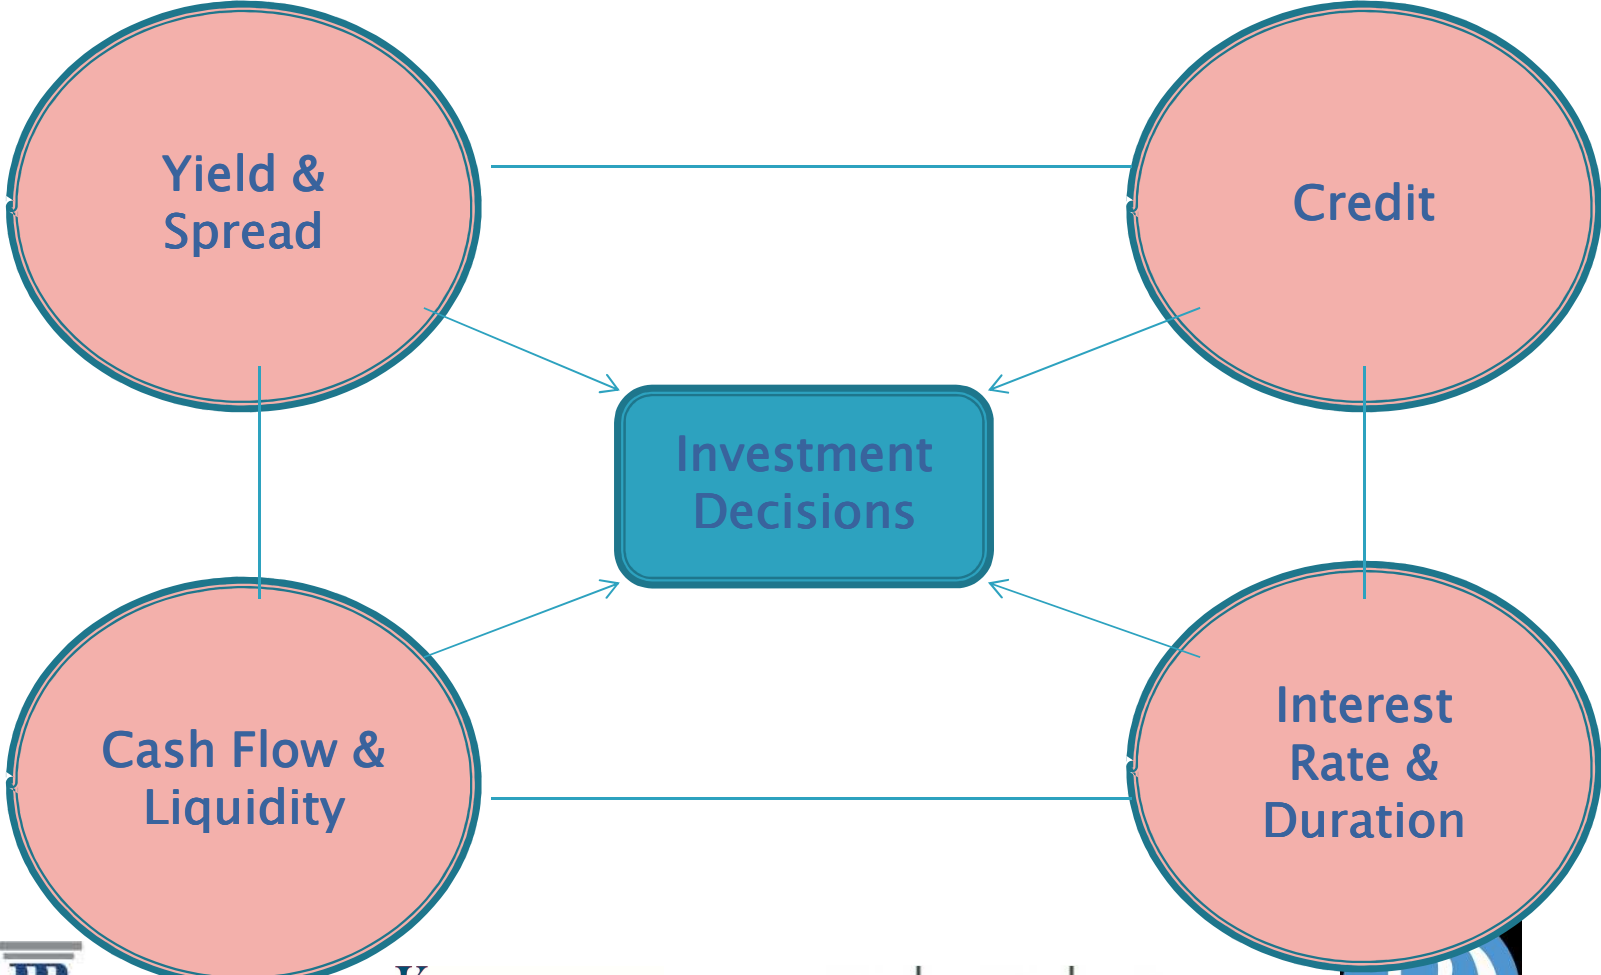 Yield &
Spread
Credit
Investment
Decisions
Cash Flow &
Liquidity
Interest
Rate &
Duration